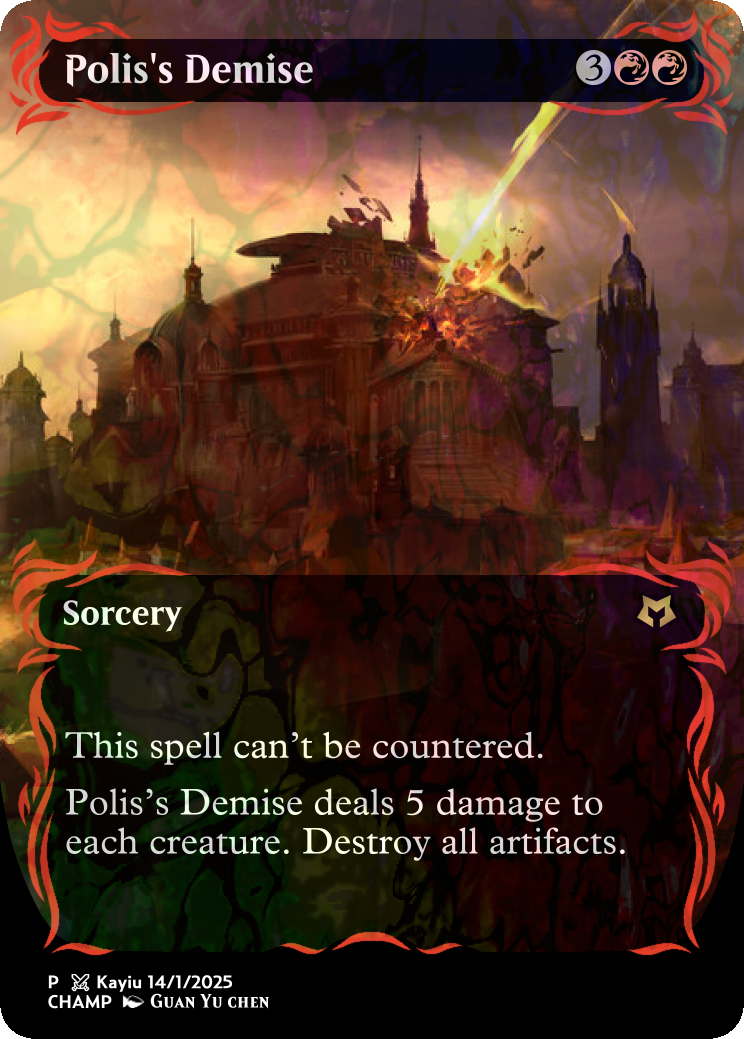 Polis's Demise 3
Sorcery
This spell can't be countered.
Polis's Demise deals 5 damage to
each creature. Destroy all artifacts.
P Kayiu 14/1/2025
CHAMP Guan Yu chen